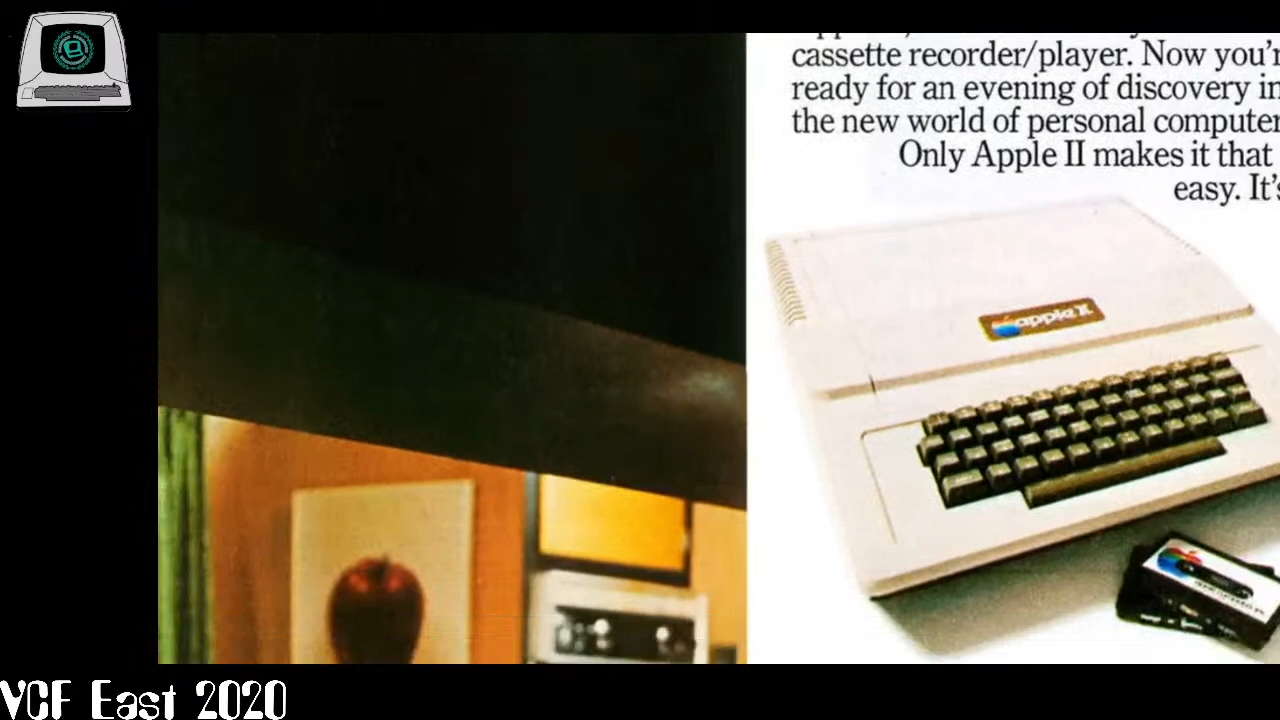 cassette recorder/player. Now you'r
ready for an evening of discovery in
the new world of personal computer
Only Apple II makes it that
easy. It's
apple ][
VCF East 2020